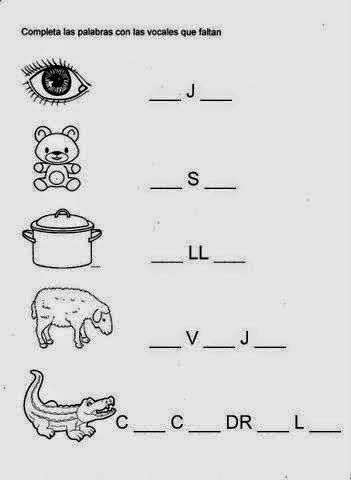 Completa las palabras con las vocales que faltan
___ J ___
___ S ___
___ LL ___
___ V ___ J ___
C ___ C ___ DR ___ L ___